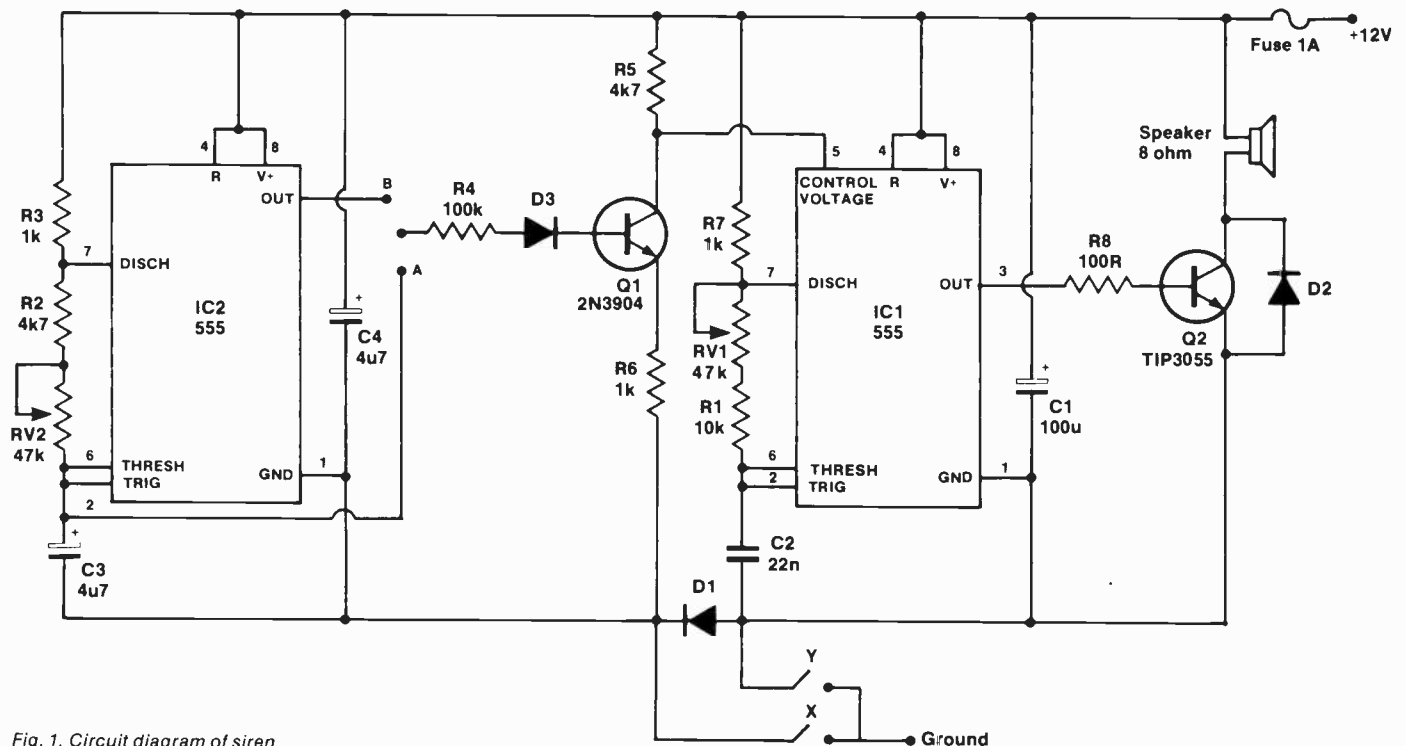 Fuse 1A
+12V
R5
4k7
Speaker
8 ohm
4
8
R
V+
OUT
B
5
4
8
CONTROL
VOLTAGE
R
V+
R3
1k
R4
100k
D3
R7
1k
7
DISCH
A
Q1
2N3904
7
DISCH
OUT
3
R8
100R
D2
R2
4k7
IC2
555
IC1
555
Q2
TIP3055
+
C4
4u7
RV1
47k
R6
1k
+
C1
100u
RV2
47k
R1
10k
6
THRESH
TRIG
2
GND
1
6
THRESH
2
TRIG
GND
1
+
C3
4u7
C2
22n
D1
Y
X
Ground
Fig. 1. Circuit diagram of siren